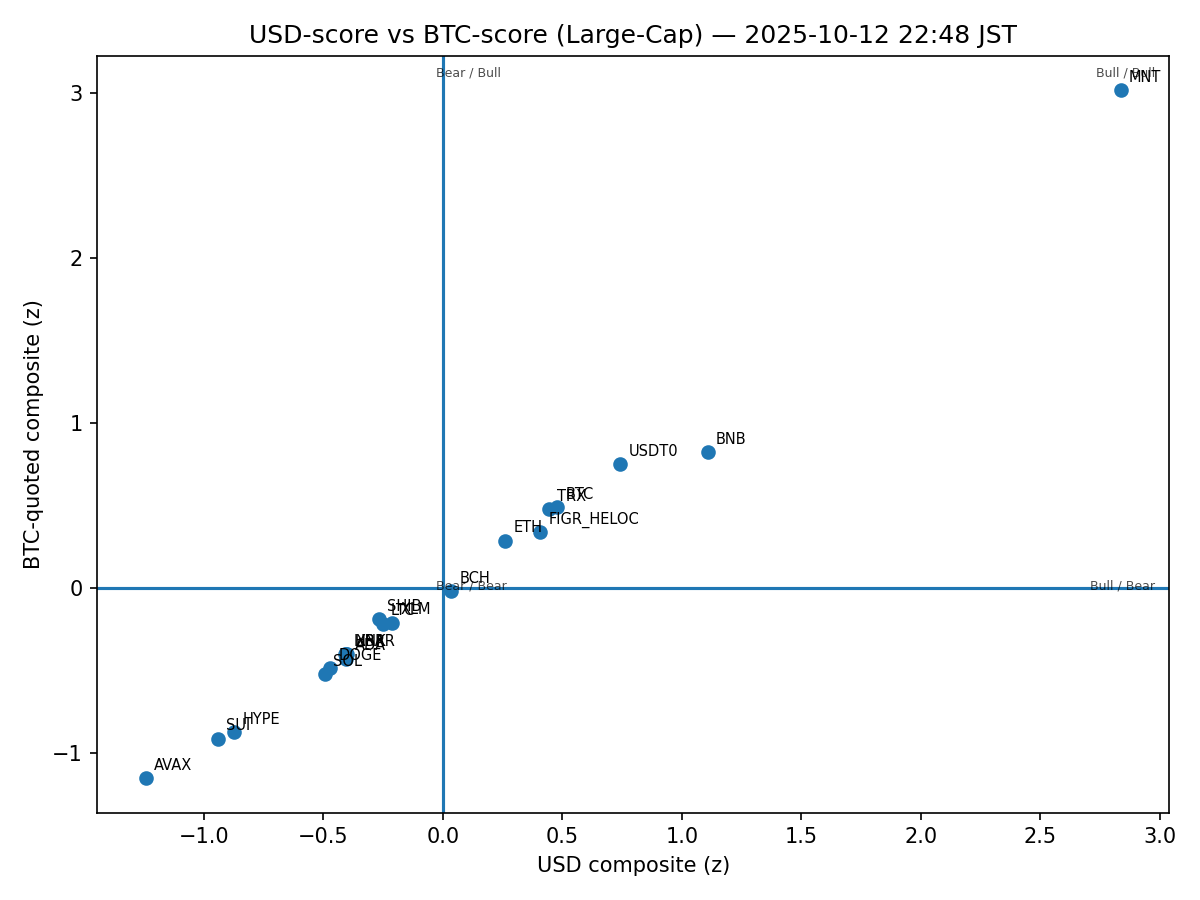 USD-score vs BTC-score (Large-Cap) — 2025-10-12 22:48 JST
Bear / Bull
Bull / Bull
MNT
3
2
1
0
−1
BTC-quoted composite (z)
BNB
USDT0
TRX
BTC
FIGR_HELOC
ETH
BCH
Bear / Bear
Bull / Bear
SHIB
LTC
XLM
DOGE
SOL
HYPE
SUI
AVAX
−1.0
−0.5
0.0
0.5
1.0
1.5
2.0
2.5
3.0
USD composite (z)